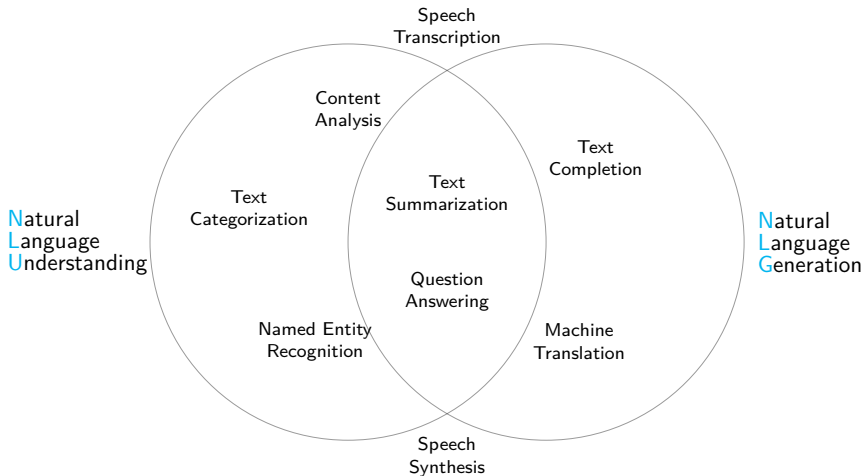 Speech
Transcription
Content
Analysis
Text
Completion
Text
Categorization
Text
Summarization
Natural
Language
Understanding
Natural
Language
Generation
Question
Answering
Named Entity
Recognition
Machine
Translation
Speech
Synthesis